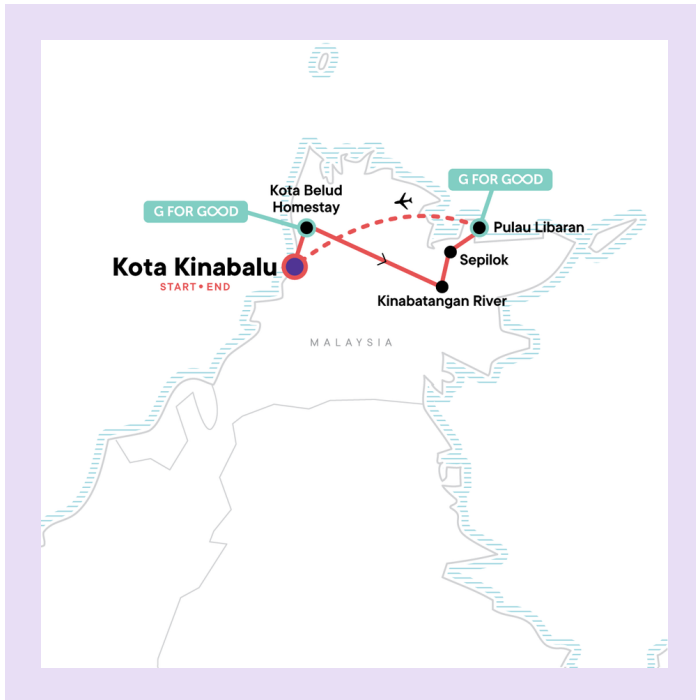 Kota Belud
Homestay
G FOR GOOD
G FOR GOOD
Pulau Libaran
Sepilok
Kota Kinabalu
START • END
Kinabatangan River
MALAYSIA